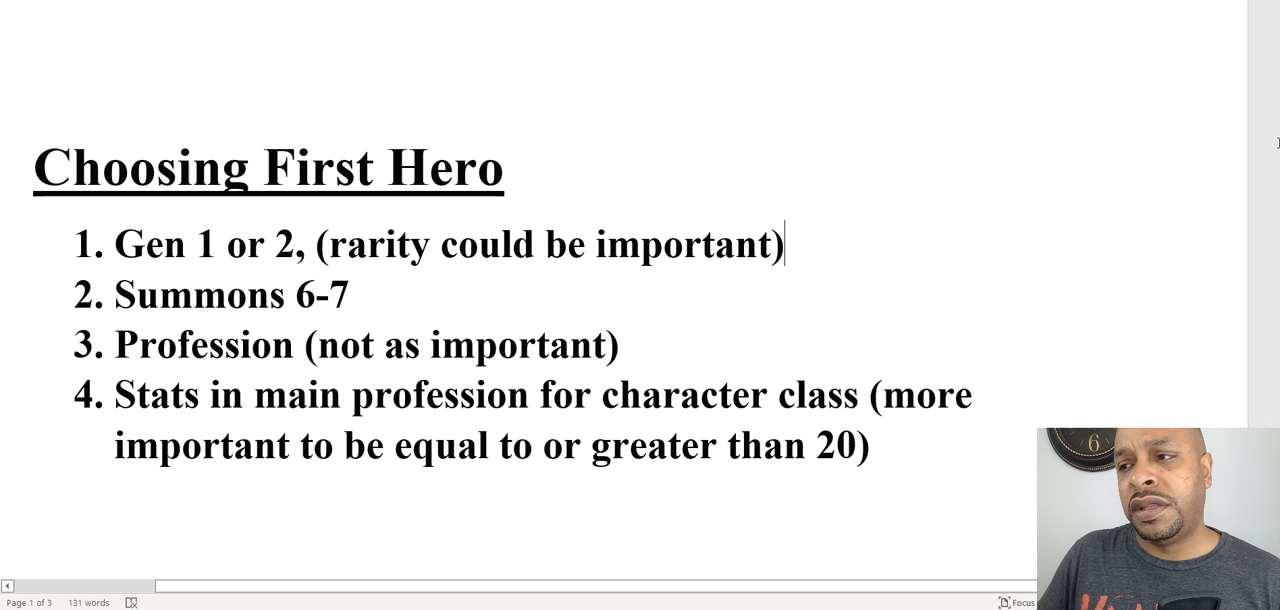 Choosing First Hero
1. Gen 1 or 2, (rarity could be important)
2. Summons 6-7
3. Profession (not as important)
4. Stats in main profession for character class (more
important to be equal to or greater than 20)
6
Page 1 of 3 131 words Focus